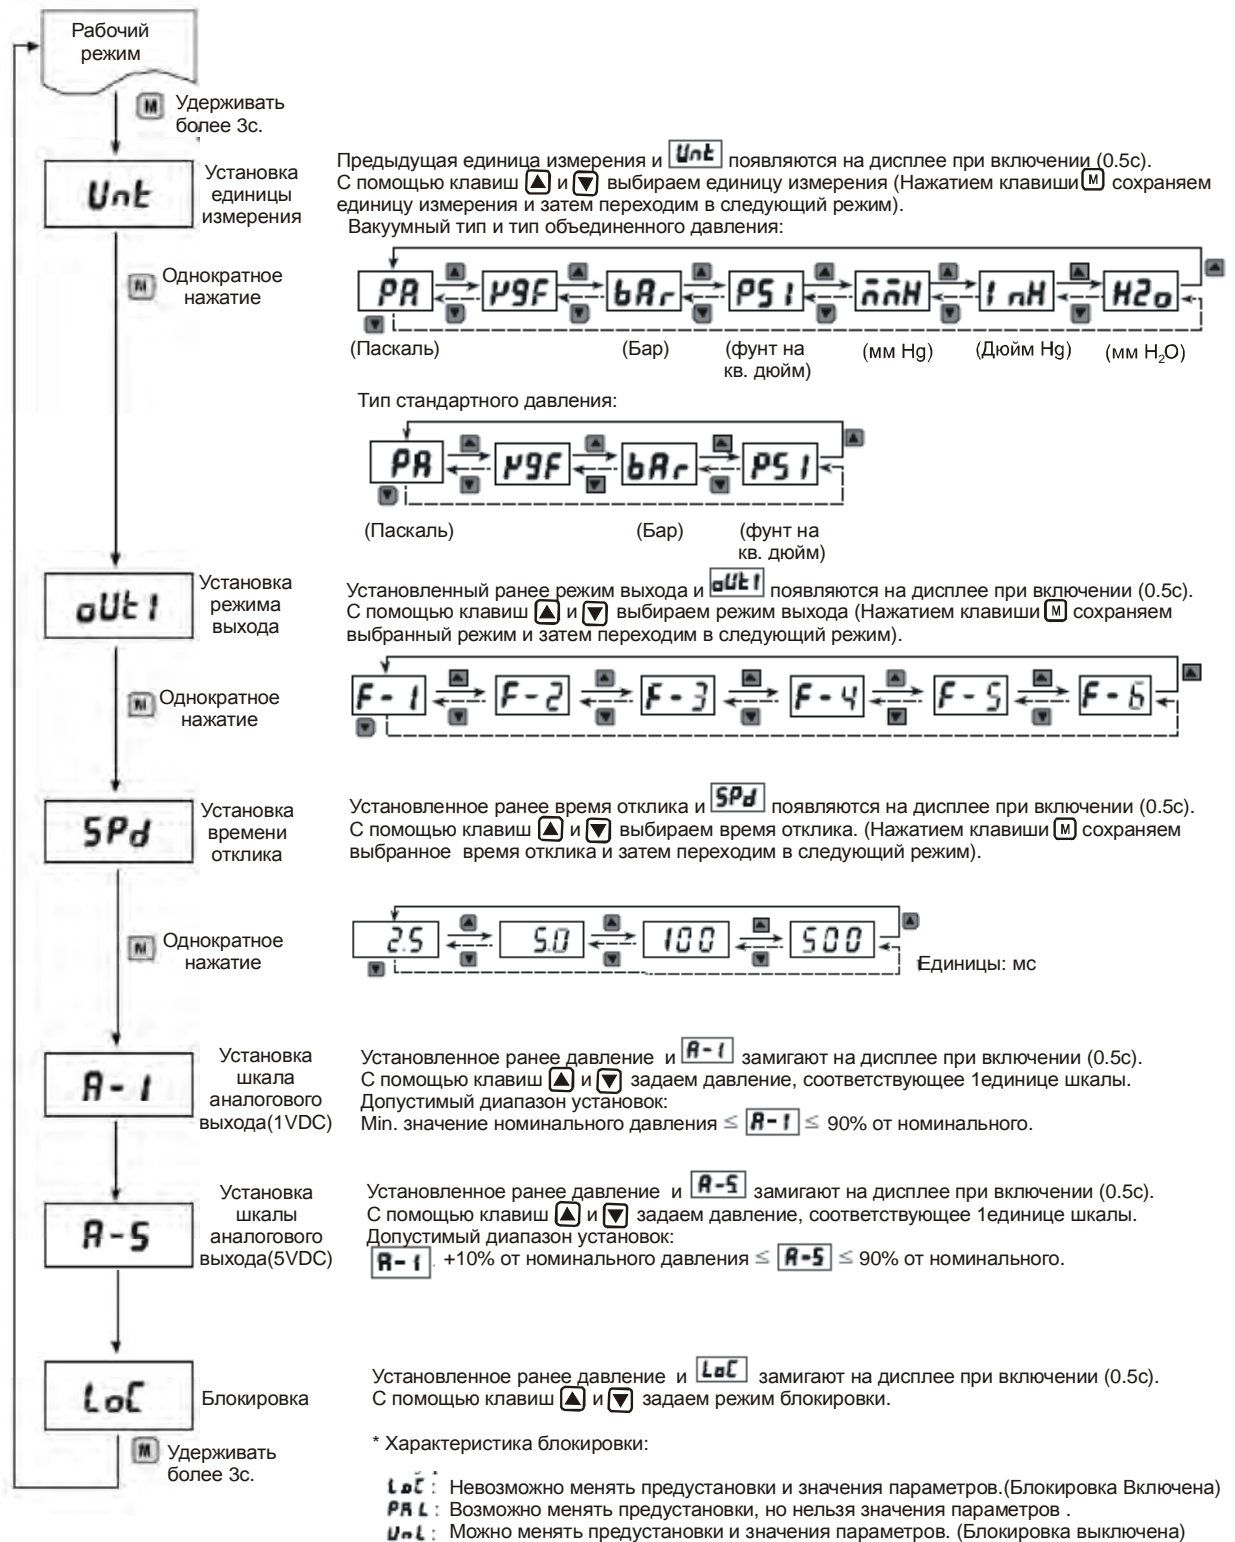 Рабочий
режим
M Удерживать
более 3с.
Unt
Установка
единицы
измерения
Предыдущая единица измерения и Unt появляются на дисплее при включении (0.5с).
С помощью клавиш ▲ и ▼ выбираем единицу измерения (Нажатием клавиши M сохраняем
единицу измерения и затем переходим в следующий режим).
Вакуумный тип и тип объединенного давления:
M Однократное
нажатие
PA bAr PSI InH H2o
(Паскаль) (Бар) (фунт на
кв. дюйм) (мм Hg) (Дюйм Hg) (мм H₂O)
Тип стандартного давления:
PA bAr PSI
(Паскаль) (Бар) (фунт на
кв. дюйм)
oUt1
Установка
режима
выхода
Установленный ранее режим выхода и oUt1 появляются на дисплее при включении (0.5с).
С помощью клавиш ▲ и ▼ выбираем режим выхода (Нажатием клавиши M сохраняем
выбранный режим и затем переходим в следующий режим).
M Однократное
нажатие
F-1 F-2 F-3 F-4 F-5 F-6
SPd
Установка
времени
отклика
Установленное ранее время отклика и SPd появляются на дисплее при включении (0.5с).
С помощью клавиш ▲ и ▼ выбираем время отклика. (Нажатием клавиши M сохраняем
выбранное время отклика и затем переходим в следующий режим).
M Однократное
нажатие
2.5 5.0 100 500
Единицы: мс
A-1
Установка
шкала
аналогового
выхода(1VDC)
Установленное ранее давление и A-1 замигают на дисплее при включении (0.5с).
С помощью клавиш ▲ и ▼ задаем давление, соответствующее 1единице шкалы.
Допустимый диапазон установок:
Min. значение номинального давления ≤ A-1 ≤ 90% от номинального.
A-5
Установка
шкалы
аналогового
выхода(5VDC)
Установленное ранее давление и A-5 замигают на дисплее при включении (0.5с).
С помощью клавиш ▲ и ▼ задаем давление, соответствующее 1единице шкалы.
Допустимый диапазон установок:
A-1 +10% от номинального давления ≤ A-5 ≤ 90% от номинального.
LoC
Блокировка
Установленное ранее давление и LoC замигают на дисплее при включении (0.5с).
С помощью клавиш ▲ и ▼ задаем режим блокировки.
M Удерживать
более 3с.
* Характеристика блокировки:
LoC : Невозможно менять предустановки и значения параметров.(Блокировка Включена)
PAL : Возможно менять предустановки, но нельзя значения параметров .
UnL : Можно менять предустановки и значения параметров. (Блокировка выключена)